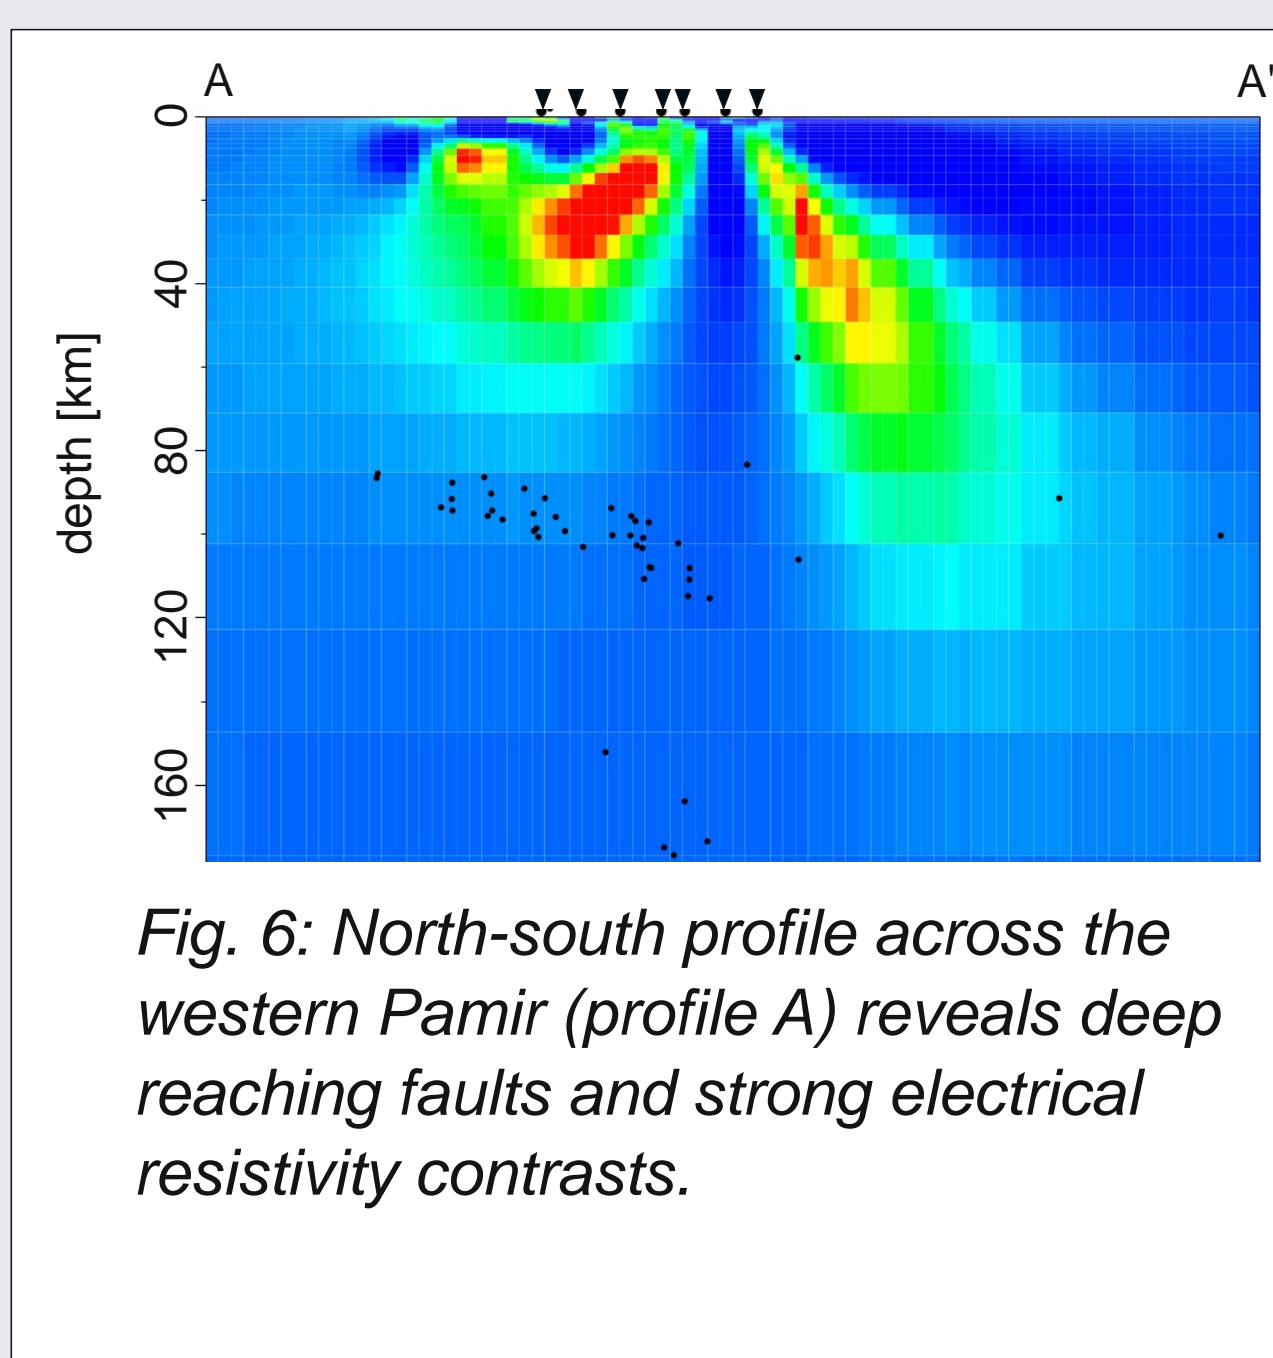 A A'
0
40
80
120
160
depth [km]
Fig. 6: North-south profile across the
western Pamir (profile A) reveals deep
reaching faults and strong electrical
resistivity contrasts.